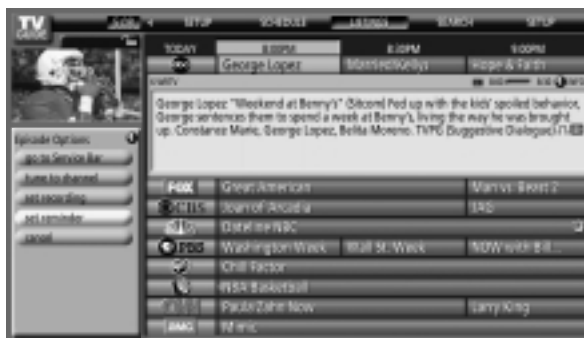 TV
GUIDE
SETUP SCHEDULE LISTINGS SEARCH SETUP
TODAY 8:00PM 8:30PM 9:00PM
abc George Lopez Married Kellys Hope & Faith
George Lopez "Weekend at Benny's" (Sitcom) Fed up with the kids' spoiled behavior,
George sentences them to spend a week at Benny's, living the way he was brought
up. Constance Marie, George Lopez, Belita Moreno. TVPG (Suggestive Dialogue)
Episode Options
go to Service Bar
tune to channel
set recording
set reminder
cancel
FOX Great American Man vs. Beast 2
CBS Joan of Arcadia JAG
Dateline NBC
PBS Washington Week Wall St. Week NOW with Bill...
Chill Factor
NBA Basketball
Paula Zahn Now Larry King
AMC Mimic